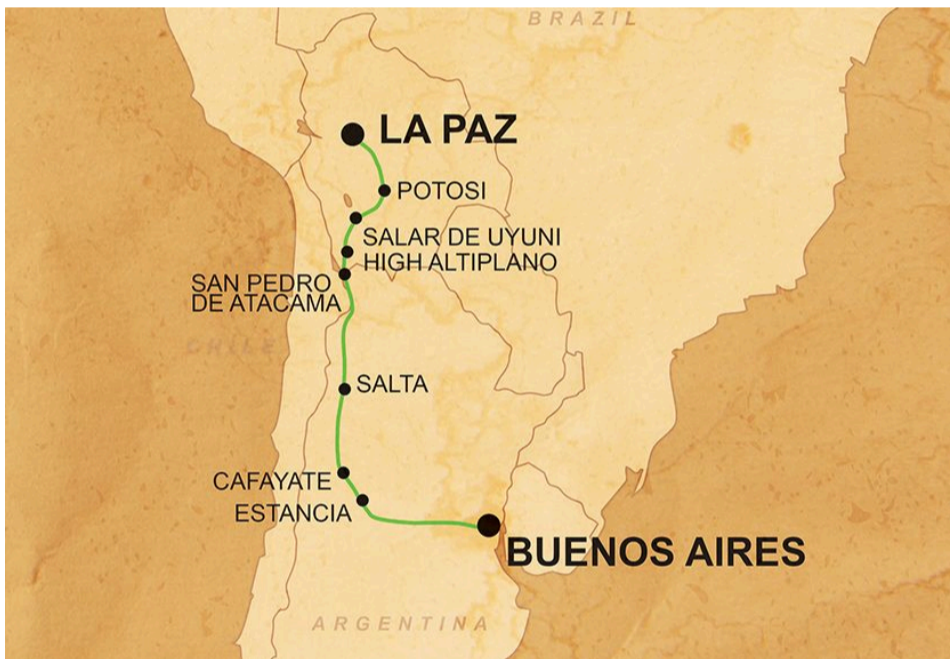 BRAZIL
LA PAZ
POTOSI
SALAR DE UYUNI
HIGH ALTIPLANO
SAN PEDRO
DE ATACAMA
CHILE
SALTA
CAFAYATE
ESTANCIA
BUENOS AIRES
ARGENTINA